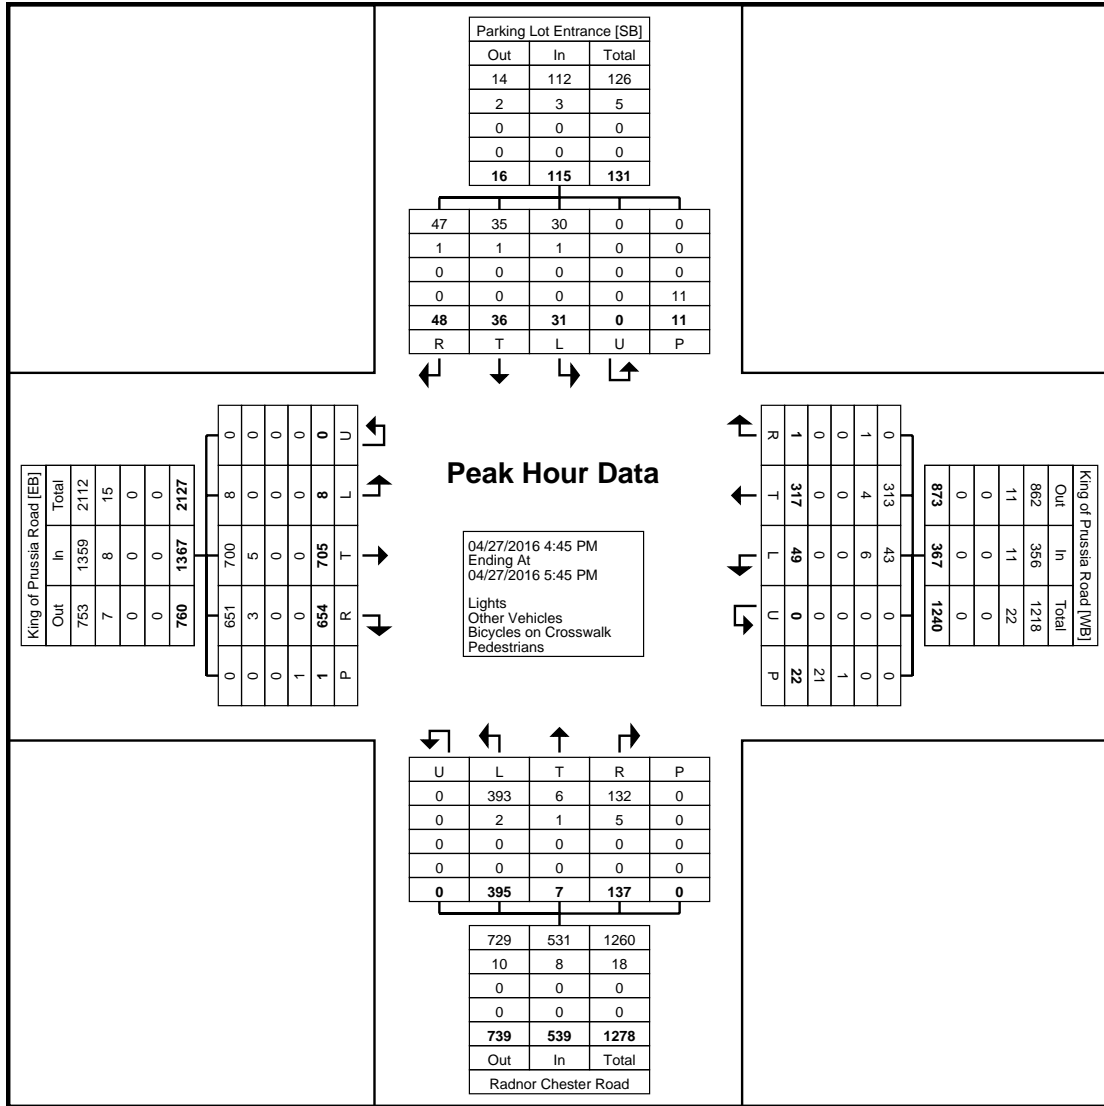 Parking Lot Entrance [SB]
Out In Total
14 112 126
2 3 5
0 0 0
0 0 0
16 115 131
47 35 30 0 0
1 1 1 0 0
0 0 0 0 0
0 0 0 0 11
48 36 31 0 11
R T L U P
King of Prussia Road [EB]
Total In Out
2112 1359 753
15 8 7
0 0 0
0 0 0
2127 1367 760
0 8 700 651 0
0 0 5 3 0
0 0 0 0 0
0 0 0 0 1
0 8 705 654 1
U L T R P
Peak Hour Data
04/27/2016 4:45 PM
Ending At
04/27/2016 5:45 PM
Lights
Other Vehicles
Bicycles on Crosswalk
Pedestrians
King of Prussia Road [WB]
Out In Total
862 356 1218
11 11 22
0 0 0
0 0 0
873 367 1240
0 313 43 0 0
1 4 6 0 0
0 0 0 0 1
0 0 0 0 21
1 317 49 0 22
R T L U P
U L T R P
0 393 6 132 0
0 2 1 5 0
0 0 0 0 0
0 0 0 0 0
0 395 7 137 0
729 531 1260
10 8 18
0 0 0
0 0 0
739 539 1278
Out In Total
Radnor Chester Road